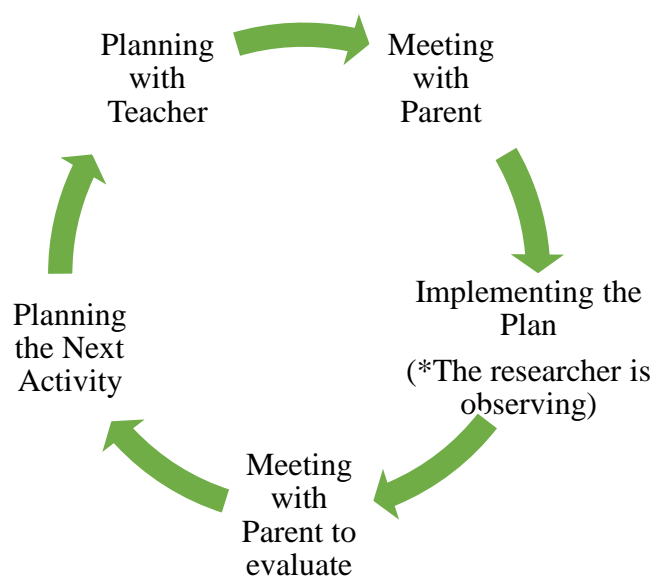 Planning
with
Teacher
Meeting
with
Parent
Implementing the
Plan
(*The researcher is
observing)
Meeting
with
Parent to
evaluate
Planning
the Next
Activity